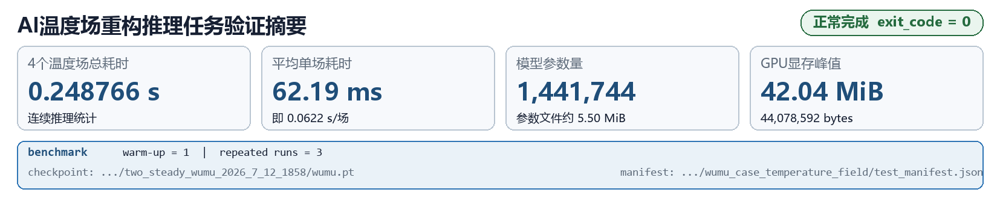 AI温度场重构推理任务验证摘要
正常完成 exit_code = 0
4个温度场总耗时
0.248766 s
连续推理统计
平均单场耗时
62.19 ms
即 0.0622 s/场
模型参数量
1,441,744
参数文件约 5.50 MiB
GPU显存峰值
42.04 MiB
44,078,592 bytes
benchmark warm-up = 1 | repeated runs = 3
checkpoint: .../two_steady_wumu_2026_7_12_1858/wumu.pt
manifest: .../wumu_case_temperature_field/test_manifest.json